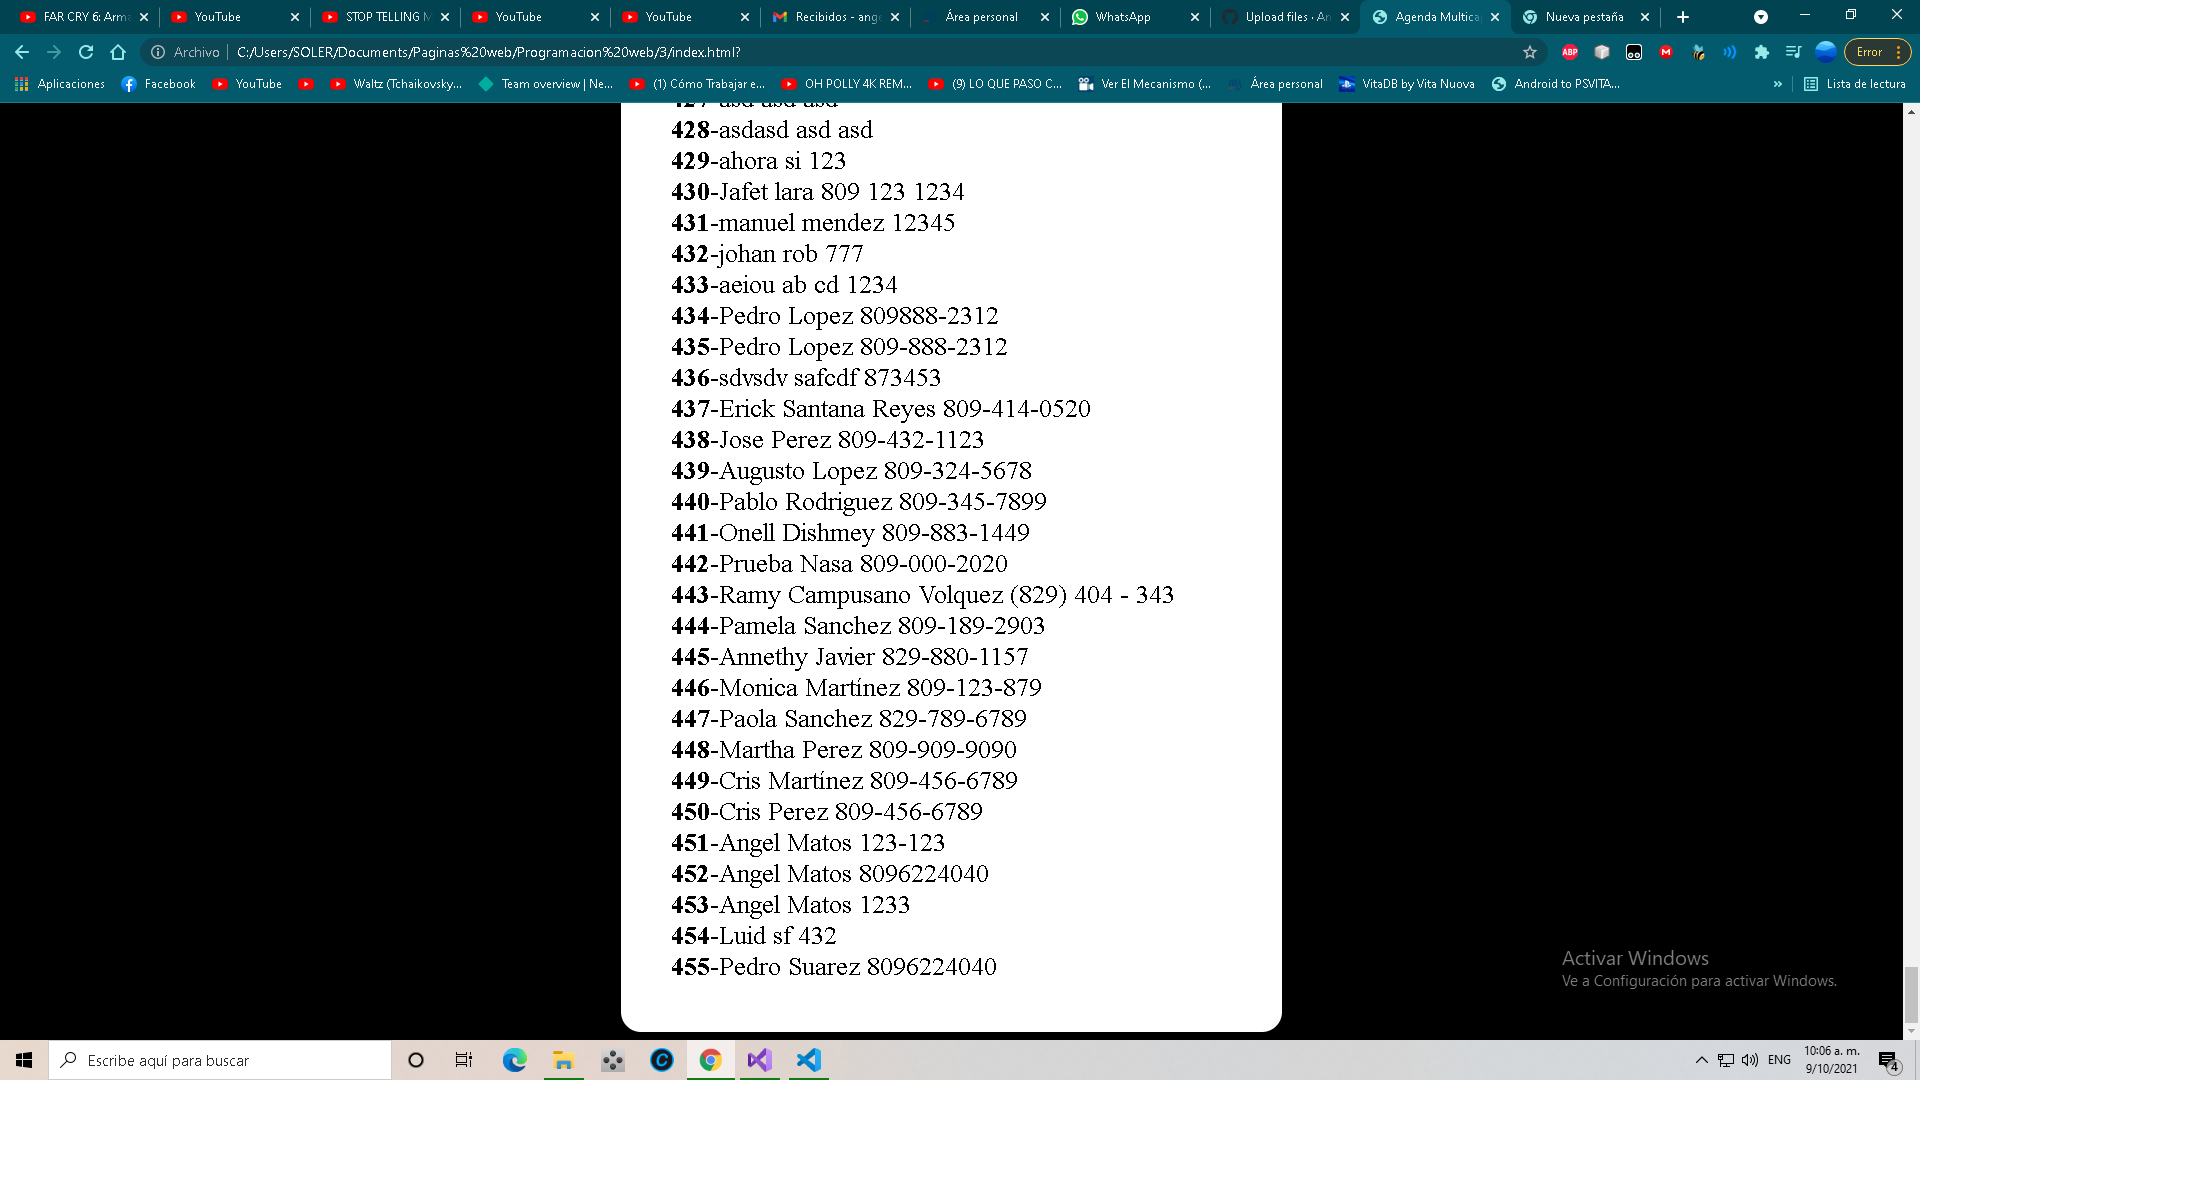 FAR CRY 6: Arma
YouTube
STOP TELLING M
YouTube
YouTube
Recibidos - ange
Área personal
WhatsApp
Upload files · An
Agenda Multica
Nueva pestaña
Archivo
C:/Users/SOLER/Documents/Paginas%20web/Programacion%20web/3/index.html?
ABP
Error
Aplicaciones
Facebook
YouTube
Waltz (Tchaikovsky...
Team overview | Ne...
(1) Cómo Trabajar e...
OH POLLY 4K REM...
(9) LO QUE PASO C...
Ver El Mecanismo (...
Área personal
VitaDB by Vita Nuova
Android to PSVITA...
»
Lista de lectura
427-asd asd asd
428-asdasd asd asd
429-ahora si 123
430-Jafet lara 809 123 1234
431-manuel mendez 12345
432-johan rob 777
433-aeiou ab cd 1234
434-Pedro Lopez 809888-2312
435-Pedro Lopez 809-888-2312
436-sdvsdv safcdf 873453
437-Erick Santana Reyes 809-414-0520
438-Jose Perez 809-432-1123
439-Augusto Lopez 809-324-5678
440-Pablo Rodriguez 809-345-7899
441-Onell Dishmey 809-883-1449
442-Prueba Nasa 809-000-2020
443-Ramy Campusano Volquez (829) 404 - 343
444-Pamela Sanchez 809-189-2903
445-Annethy Javier 829-880-1157
446-Monica Martínez 809-123-879
447-Paola Sanchez 829-789-6789
448-Martha Perez 809-909-9090
449-Cris Martínez 809-456-6789
450-Cris Perez 809-456-6789
451-Angel Matos 123-123
452-Angel Matos 8096224040
453-Angel Matos 1233
454-Luid sf 432
455-Pedro Suarez 8096224040
Activar Windows
Ve a Configuración para activar Windows.
Escribe aquí para buscar
ENG
10:06 a. m.
9/10/2021
4